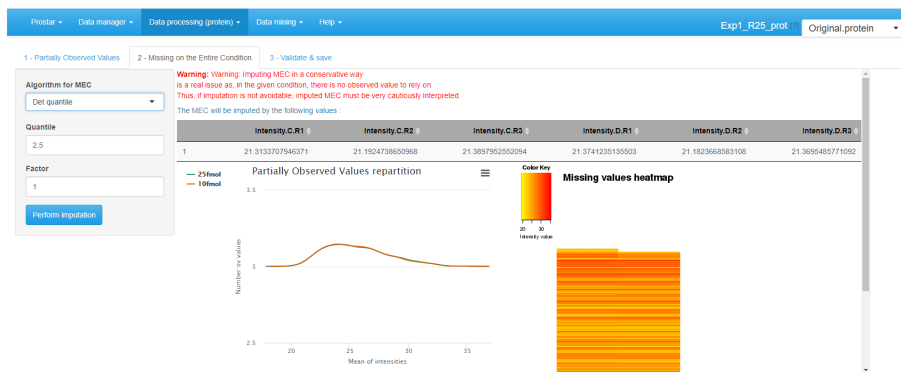 Prostar Data manager Data processing (protein) Data mining Help Exp1_R25_prot Original.protein
1 - Partially Observed Values 2 - Missing on the Entire Condition 3 - Validate & save
Algorithm for MEC
Det quantile
Quantile
2,5
Factor
1
Perform imputation
Warning: Warning: Imputing MEC in a conservative way
is a real issue as, in the given condition, there is no observed value to rely on.
Thus, if imputation is not avoidable, imputed MEC must be very cautiously interpreted.
The MEC will be imputed by the following values :
Intensity.C.R1 Intensity.C.R2 Intensity.C.R3 Intensity.D.R1 Intensity.D.R2 Intensity.D.R3
1 21.3133707946371 21.1924738650968 21.3897952552094 21.3741235135503 21.1823668583108 21.3695485771092
25fmol
10fmol
Partially Observed Values repartition
3.5
3
2.5
Number ov values
20 25 30 35
Mean of intensities
Color Key
20 30
Intensity value
Missing values heatmap